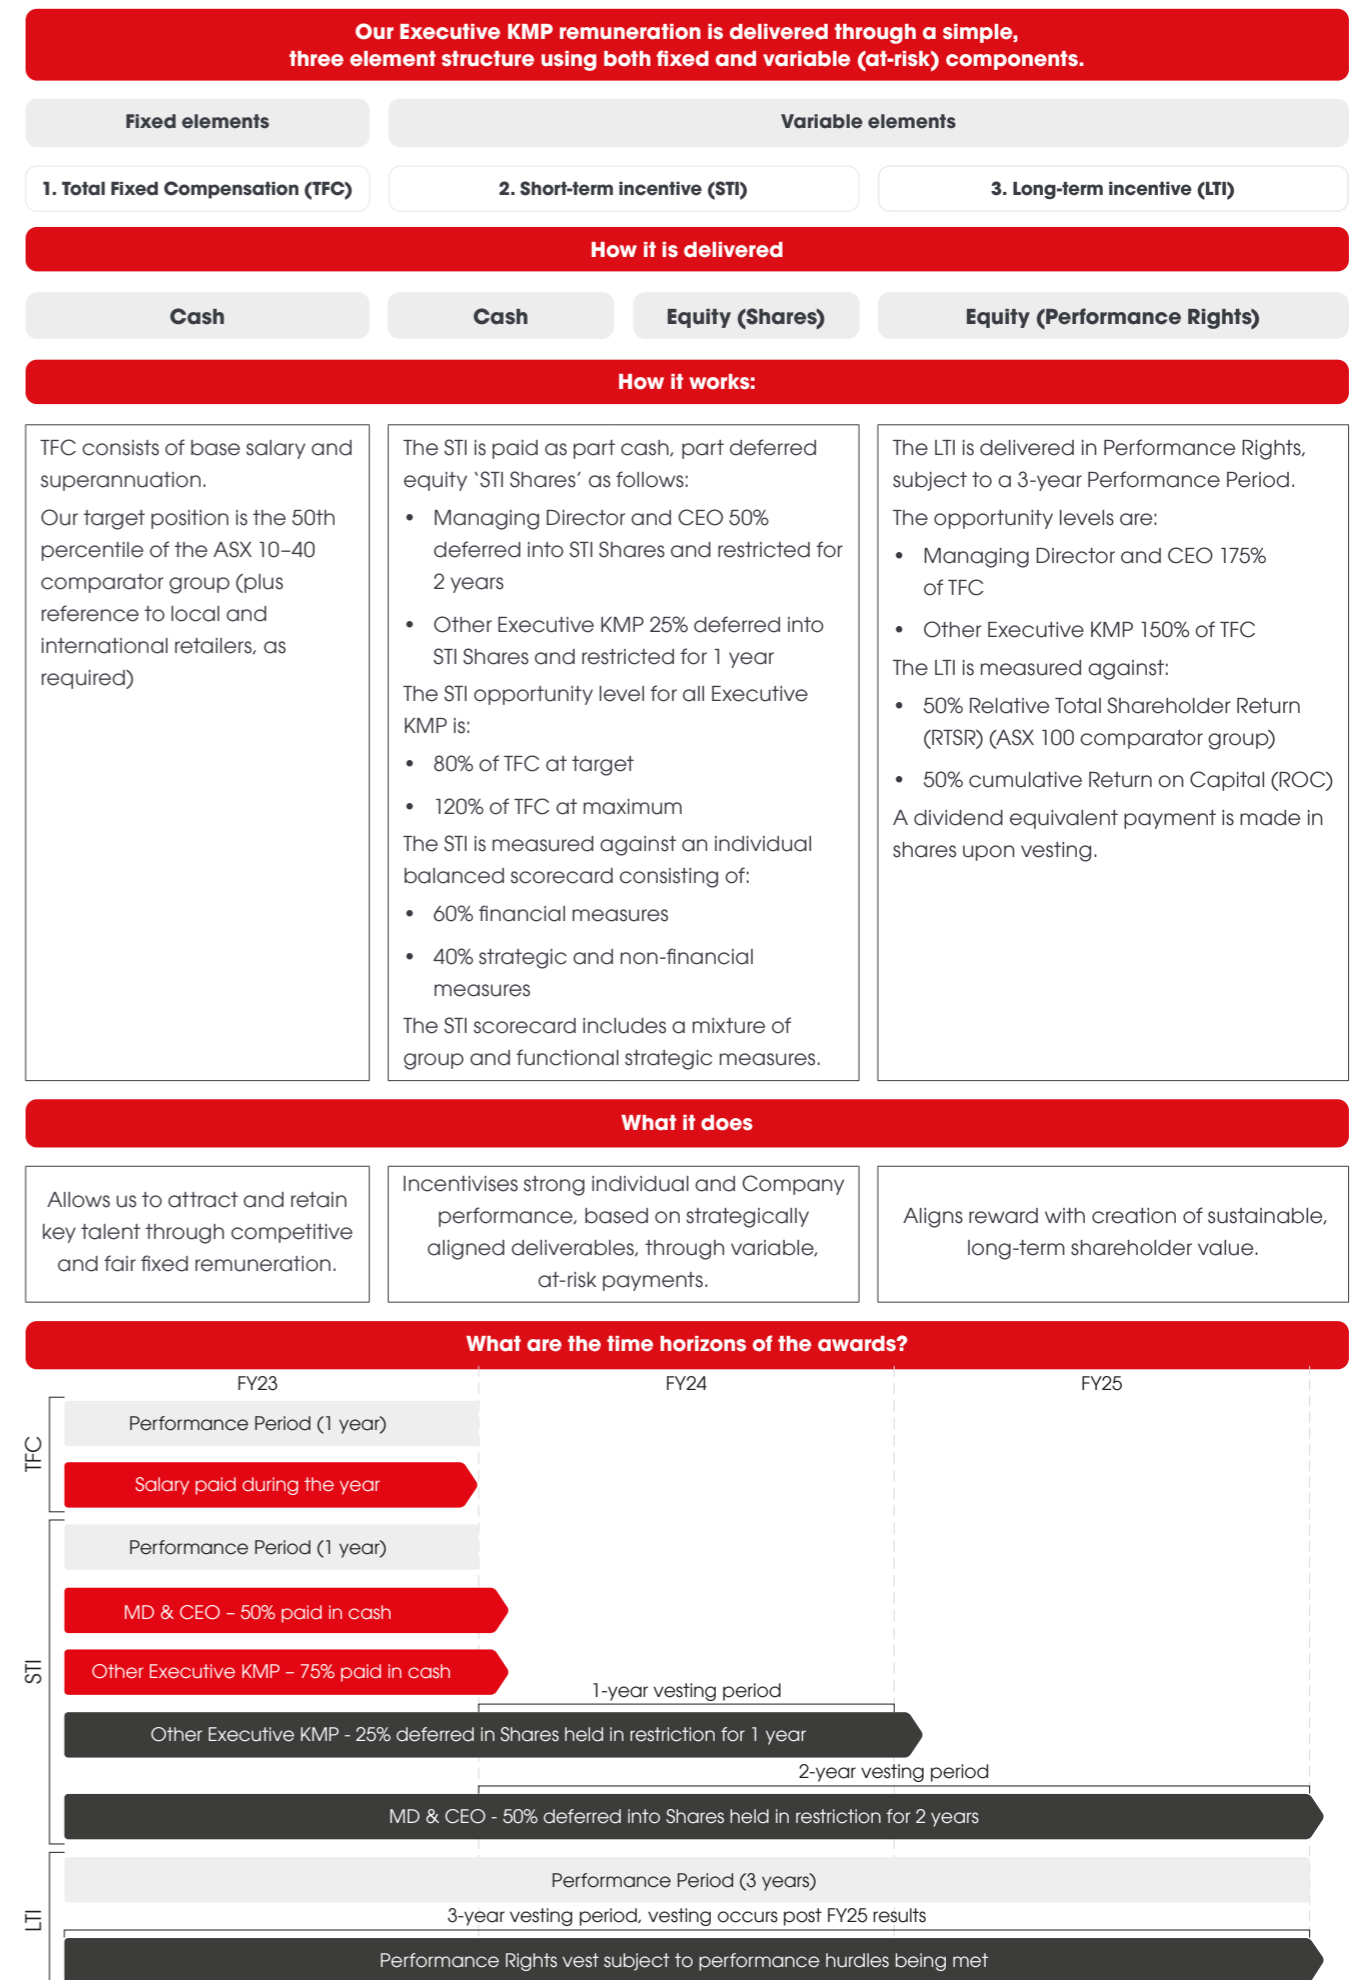 Our Executive KMP remuneration is delivered through a simple,
three element structure using both fixed and variable (at-risk) components.
Fixed elements
Variable elements
1. Total Fixed Compensation (TFC)
2. Short-term incentive (STI)
3. Long-term incentive (LTI)
How it is delivered
Cash
Cash
Equity (Shares)
Equity (Performance Rights)
How it works:
TFC consists of base salary and
superannuation.
Our target position is the 50th
percentile of the ASX 10–40
comparator group (plus
reference to local and
international retailers, as
required)
The STI is paid as part cash, part deferred
equity ‘STI Shares’ as follows:
• Managing Director and CEO 50%
deferred into STI Shares and restricted for
2 years
• Other Executive KMP 25% deferred into
STI Shares and restricted for 1 year
The STI opportunity level for all Executive
KMP is:
• 80% of TFC at target
• 120% of TFC at maximum
The STI is measured against an individual
balanced scorecard consisting of:
• 60% financial measures
• 40% strategic and non-financial
measures
The STI scorecard includes a mixture of
group and functional strategic measures.
The LTI is delivered in Performance Rights,
subject to a 3-year Performance Period.
The opportunity levels are:
• Managing Director and CEO 175%
of TFC
• Other Executive KMP 150% of TFC
The LTI is measured against:
• 50% Relative Total Shareholder Return
(RTSR) (ASX 100 comparator group)
• 50% cumulative Return on Capital (ROC)
A dividend equivalent payment is made in
shares upon vesting.
What it does
Allows us to attract and retain
key talent through competitive
and fair fixed remuneration.
Incentivises strong individual and Company
performance, based on strategically
aligned deliverables, through variable,
at-risk payments.
Aligns reward with creation of sustainable,
long-term shareholder value.
What are the time horizons of the awards?
FY23
FY24
FY25
TFC
Performance Period (1 year)
Salary paid during the year
STI
Performance Period (1 year)
MD & CEO – 50% paid in cash
Other Executive KMP – 75% paid in cash
1-year vesting period
Other Executive KMP - 25% deferred in Shares held in restriction for 1 year
2-year vesting period
MD & CEO - 50% deferred into Shares held in restriction for 2 years
LTI
Performance Period (3 years)
3-year vesting period, vesting occurs post FY25 results
Performance Rights vest subject to performance hurdles being met